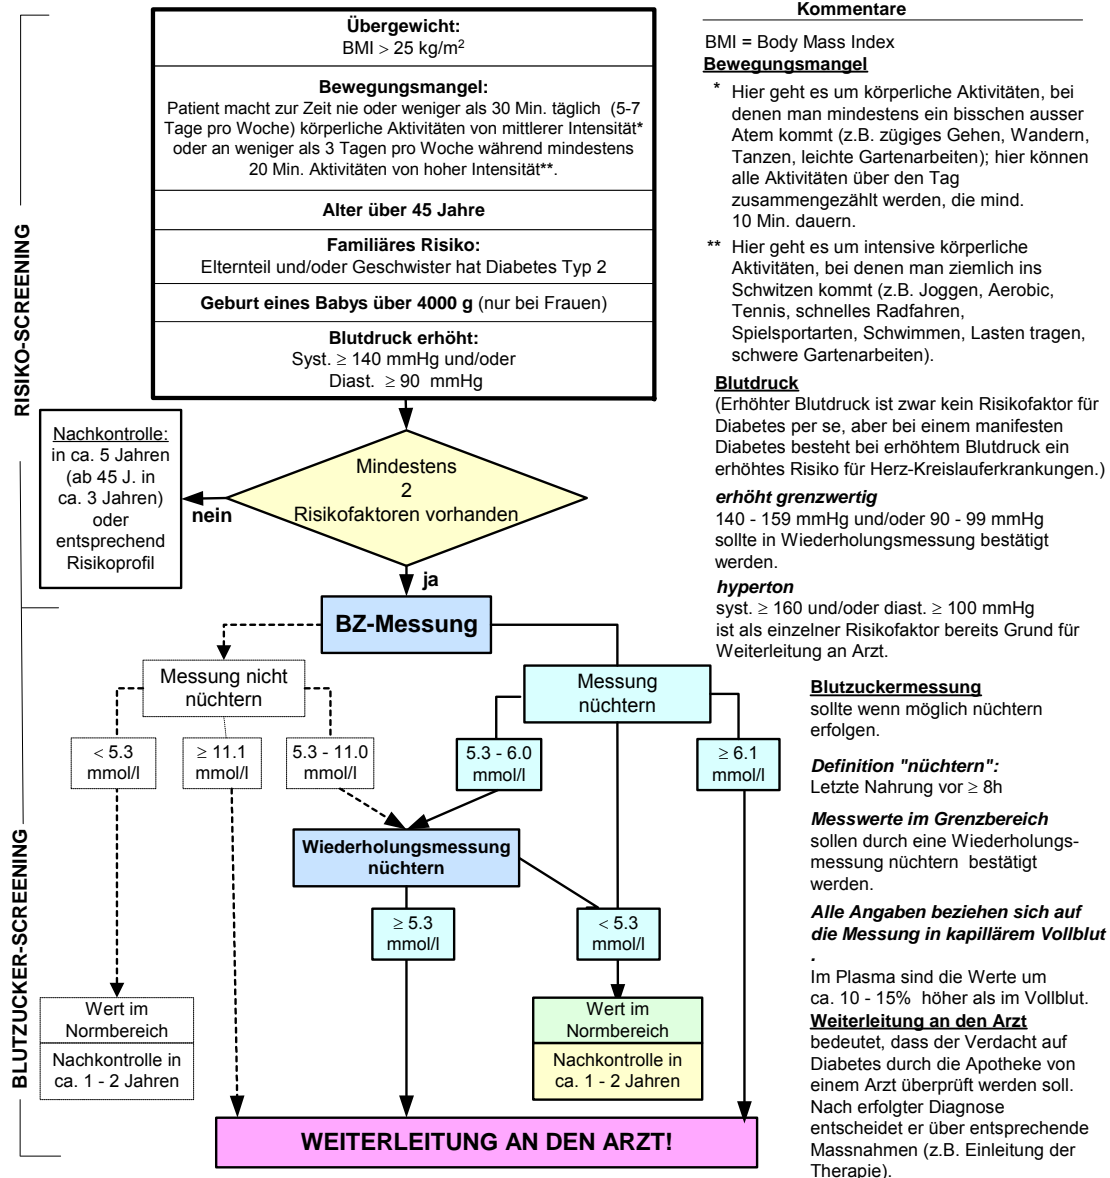 RISIKO-SCREENING
Übergewicht:
BMI > 25 kg/m²
Bewegungsmangel:
Patient macht zur Zeit nie oder weniger als 30 Min. täglich (5-7
Tage pro Woche) körperliche Aktivitäten von mittlerer Intensität*
oder an weniger als 3 Tagen pro Woche während mindestens
20 Min. Aktivitäten von hoher Intensität**.
Alter über 45 Jahre
Familiäres Risiko:
Elternteil und/oder Geschwister hat Diabetes Typ 2
Geburt eines Babys über 4000 g (nur bei Frauen)
Blutdruck erhöht:
Syst. ≥ 140 mmHg und/oder
Diast. ≥ 90 mmHg
Nachkontrolle:
in ca. 5 Jahren
(ab 45 J. in
ca. 3 Jahren)
oder
entsprechend
Risikoprofil
nein
Mindestens
2
Risikofaktoren vorhanden
ja
BLUTZUCKER-SCREENING
BZ-Messung
Messung nicht
nüchtern
Messung
nüchtern
< 5.3
mmol/l
≥ 11.1
mmol/l
5.3 - 11.0
mmol/l
5.3 - 6.0
mmol/l
≥ 6.1
mmol/l
Wiederholungsmessung
nüchtern
≥ 5.3
mmol/l
< 5.3
mmol/l
Wert im
Normbereich
Nachkontrolle in
ca. 1 - 2 Jahren
Wert im
Normbereich
Nachkontrolle in
ca. 1 - 2 Jahren
WEITERLEITUNG AN DEN ARZT!
Kommentare
BMI = Body Mass Index
Bewegungsmangel
* Hier geht es um körperliche Aktivitäten, bei
denen man mindestens ein bisschen ausser
Atem kommt (z.B. zügiges Gehen, Wandern,
Tanzen, leichte Gartenarbeiten); hier können
alle Aktivitäten über den Tag
zusammengezählt werden, die mind.
10 Min. dauern.
** Hier geht es um intensive körperliche
Aktivitäten, bei denen man ziemlich ins
Schwitzen kommt (z.B. Joggen, Aerobic,
Tennis, schnelles Radfahren,
Spielsportarten, Schwimmen, Lasten tragen,
schwere Gartenarbeiten).
Blutdruck
(Erhöhter Blutdruck ist zwar kein Risikofaktor für
Diabetes per se, aber bei einem manifesten
Diabetes besteht bei erhöhtem Blutdruck ein
erhöhtes Risiko für Herz-Kreislauferkrankungen.)
erhöht grenzwertig
140 - 159 mmHg und/oder 90 - 99 mmHg
sollte in Wiederholungsmessung bestätigt
werden.
hyperton
syst. ≥ 160 und/oder diast. ≥ 100 mmHg
ist als einzelner Risikofaktor bereits Grund für
Weiterleitung an Arzt.
Blutzuckermessung
sollte wenn möglich nüchtern
erfolgen.
Definition "nüchtern":
Letzte Nahrung vor ≥ 8h
Messwerte im Grenzbereich
sollen durch eine Wiederholungs-
messung nüchtern bestätigt
werden.
Alle Angaben beziehen sich auf
die Messung in kapillärem Vollblut
.
Im Plasma sind die Werte um
ca. 10 - 15% höher als im Vollblut.
Weiterleitung an den Arzt
bedeutet, dass der Verdacht auf
Diabetes durch die Apotheke von
einem Arzt überprüft werden soll.
Nach erfolgter Diagnose
entscheidet er über entsprechende
Massnahmen (z.B. Einleitung der
Therapie).